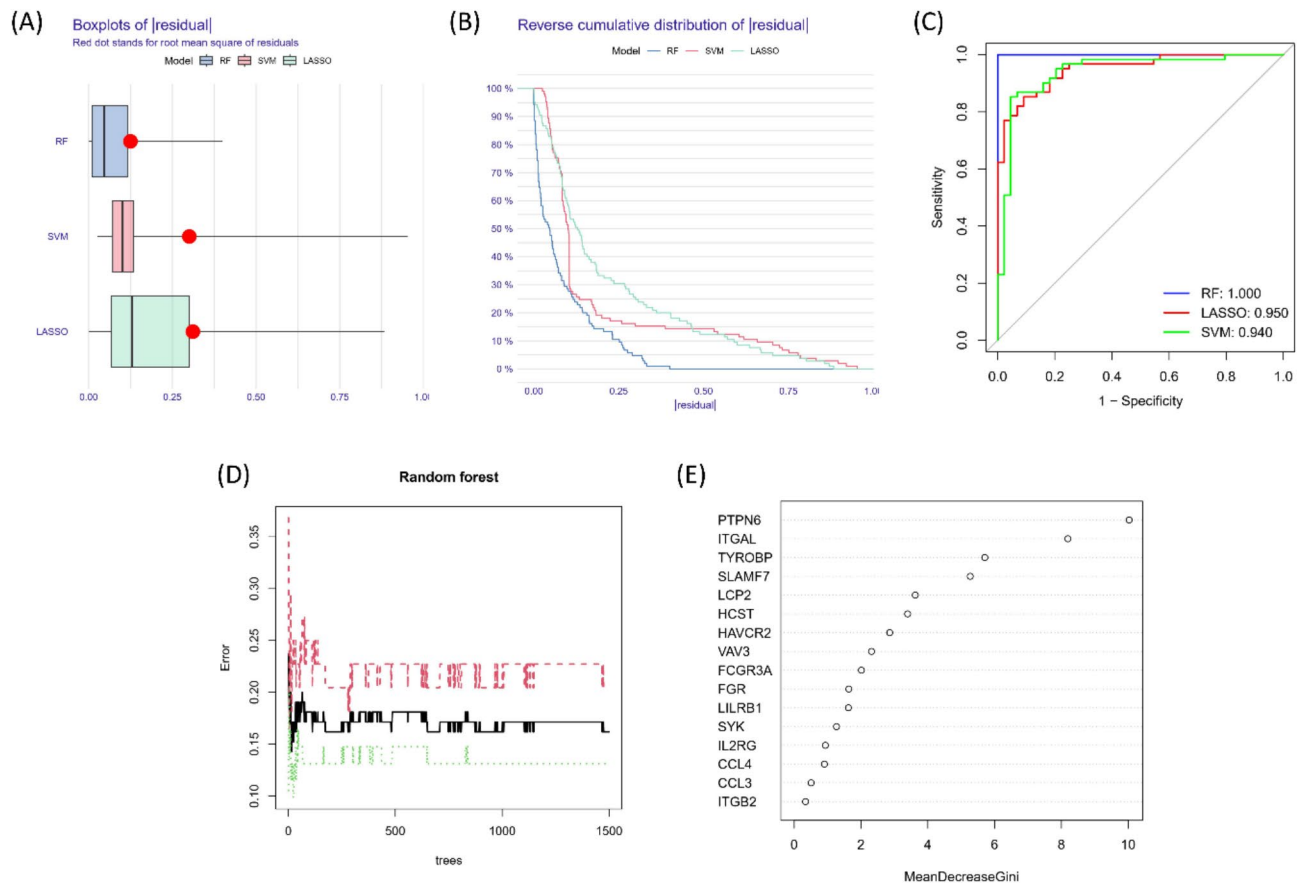 (A)
Boxplots of |residual|
Red dot stands for root mean square of residuals
Model RF SVM LASSO
RF
SVM
LASSO
0.00 0.25 0.50 0.75 1.0
(B)
Reverse cumulative distribution of |residual|
Model RF SVM LASSO
100 %
90 %
80 %
70 %
60 %
50 %
40 %
30 %
20 %
10 %
0 %
0.00 0.25 0.50 0.75 1.00
|residual|
(C)
Sensitivity
1.0
0.8
0.6
0.4
0.2
0.0
RF: 1.000
LASSO: 0.950
SVM: 0.940
0.0 0.2 0.4 0.6 0.8 1.0
1 − Specificity
(D)
Random forest
Error
0.35
0.30
0.25
0.20
0.15
0.10
0 500 1000 1500
trees
(E)
PTPN6
ITGAL
TYROBP
SLAMF7
LCP2
HCST
HAVCR2
VAV3
FCGR3A
FGR
LILRB1
SYK
IL2RG
CCL4
CCL3
ITGB2
0 2 4 6 8 10
MeanDecreaseGini